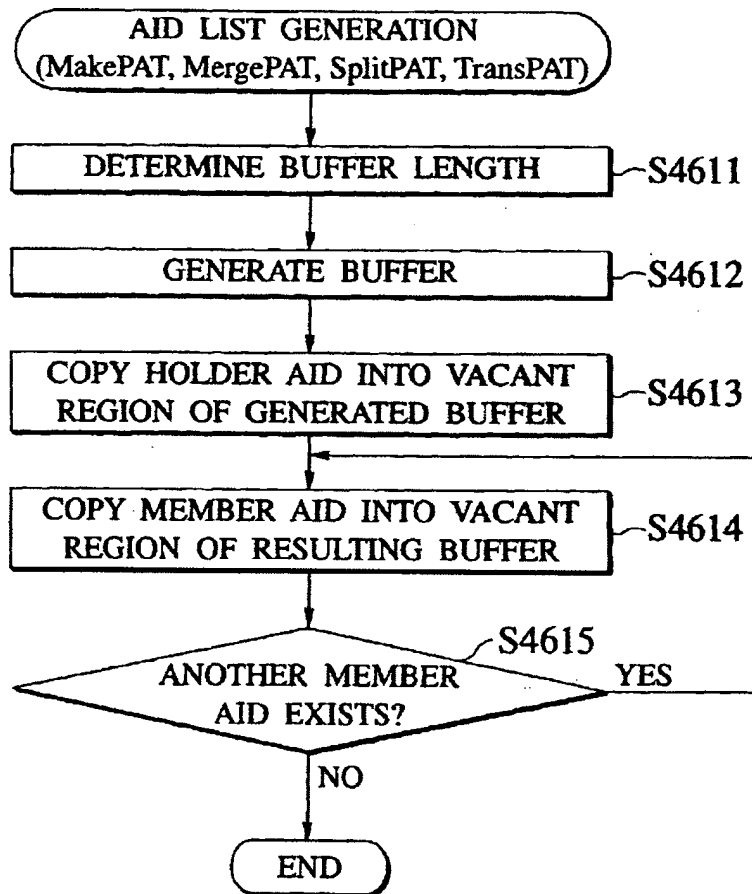 AID LIST GENERATION
(MakePAT, MergePAT, SplitPAT, TransPAT)
DETERMINE BUFFER LENGTH
S4611
GENERATE BUFFER
S4612
COPY HOLDER AID INTO VACANT
REGION OF GENERATED BUFFER
S4613
COPY MEMBER AID INTO VACANT
REGION OF RESULTING BUFFER
S4614
S4615
ANOTHER MEMBER
AID EXISTS?
YES
NO
END